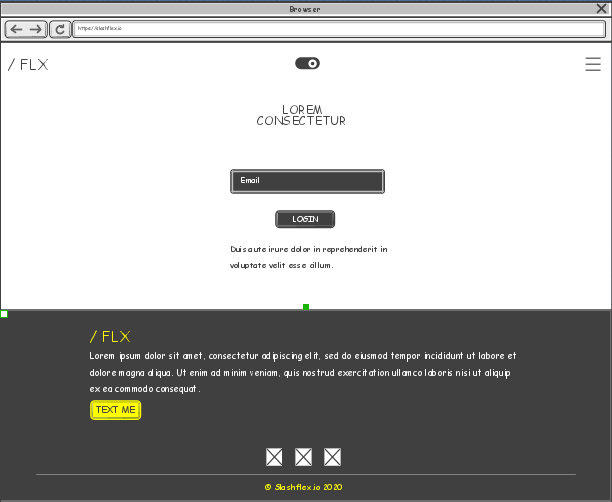 Browser
https://slashflex.io
/ FLX
LOREM
CONSECTETUR
Email
LOGIN
Duis aute irure dolor in reprehenderit in
voluptate velit esse cillum.
/ FLX
Lorem ipsum dolor sit amet, consectetur adipiscing elit, sed do eiusmod tempor incididunt ut labore et
dolore magna aliqua. Ut enim ad minim veniam, quis nostrud exercitation ullamco laboris nisi ut aliquip
ex ea commodo consequat.
TEXT ME
© Slashflex.io 2020